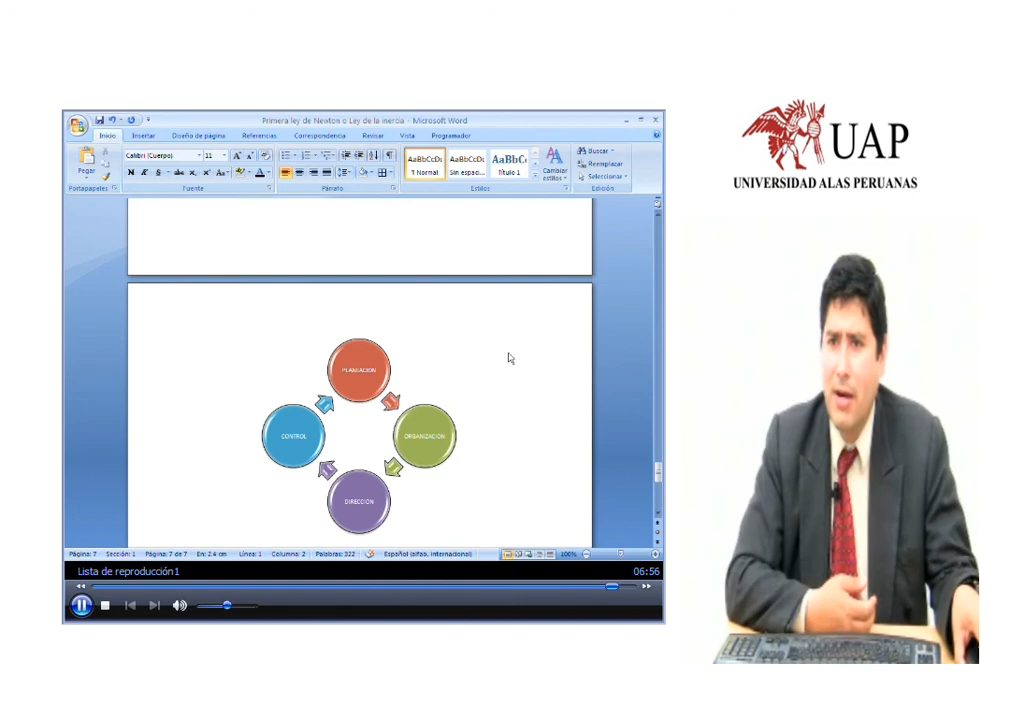 Primera ley de Newton o Ley de la inercia - Microsoft Word
Inicio Insertar Diseño de página Referencias Correspondencia Revisar Vista Programador
Calibri (Cuerpo) 11
Pegar
AaBbCcDc AaBbCcDc AaBbC
¶ Normal Sin espaci... Título 1
Cambiar estilos
Buscar
Reemplazar
Seleccionar
Portapapeles Fuente Párrafo Estilos Edición
PLANEACION
CONTROL
ORGANIZACION
DIRECCION
Página: 7 Sección: 1 Página: 7 de 7 En: 2.4 cm Línea: 1 Columna: 2 Palabras: 322 Español (alfab. internacional) 100%
Lista de reproducción1 06:56
UAP
UNIVERSIDAD ALAS PERUANAS